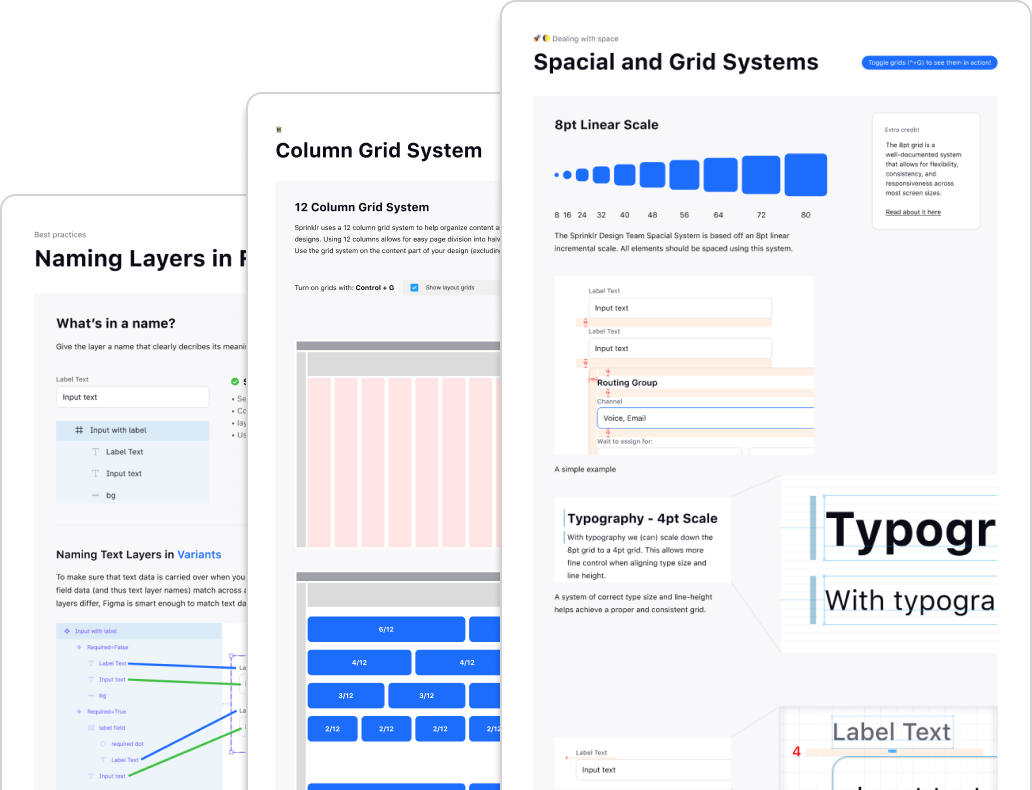 Best practices
Naming Layers in F
What's in a name?
Give the layer a name that clearly decribes its meani
Label Text
Input text
Input with label
Label Text
Input text
bg
• Se
• Co
• lay
• Us
Naming Text Layers in Variants
To make sure that text data is carried over when you
field data (and thus text layer names) match across a
layers differ, Figma is smart enough to match text da
Input with label
Required=False
Label Text
Input text
bg
Required=True
label field
required dot
Label Text
Input text
Column Grid System
12 Column Grid System
Sprinklr uses a 12 column grid system to help organize content a
designs. Using 12 columns allows for easy page division into halv
Use the grid system on the content part of your design (excluding
Turn on grids with: Control + G
Show layout grids
6/12
4/12 4/12
3/12 3/12
2/12 2/12 2/12 2/12
Dealing with space
Spacial and Grid Systems
Toggle grids (^+G) to see them in action!
8pt Linear Scale
8 16 24 32 40 48 56 64 72 80
The Sprinklr Design Team Spacial System is based off an 8pt linear
incremental scale. All elements should be spaced using this system.
Extra credit!
The 8pt grid is a
well-documented system
that allows for flexibility,
consistency, and
responsiveness across
most screen sizes.
Read about it here
Label Text
Input text
Label Text
Input text
Routing Group
Channel
Voice, Email
Wait to assign for:
A simple example
Typography - 4pt Scale
With typography we (can) scale down the
8pt grid to a 4pt grid. This allows more
fine control when aligning type size and
line height.
A system of correct type size and line-height
helps achieve a proper and consistent grid.
Typogr
With typogra
Label Text
Input text
Label Text
4